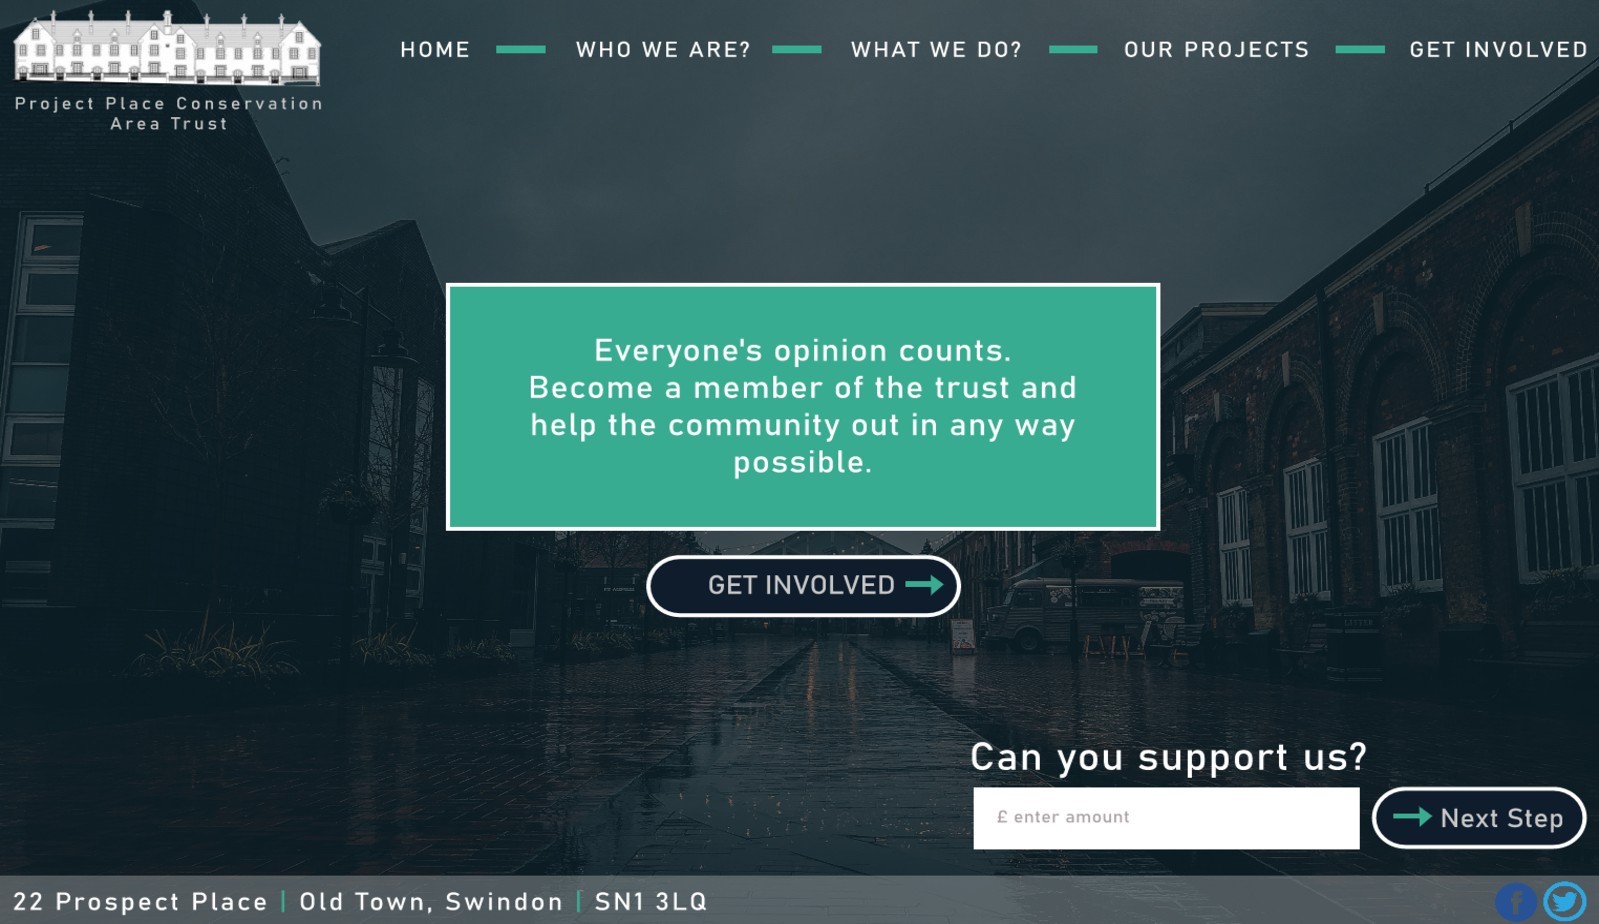 Project Place Conservation
Area Trust
HOME WHO WE ARE? WHAT WE DO? OUR PROJECTS GET INVOLVED
Everyone's opinion counts.
Become a member of the trust and
help the community out in any way
possible.
GET INVOLVED
LITTER
Can you support us?
£ enter amount
Next Step
22 Prospect Place | Old Town, Swindon | SN1 3LQ